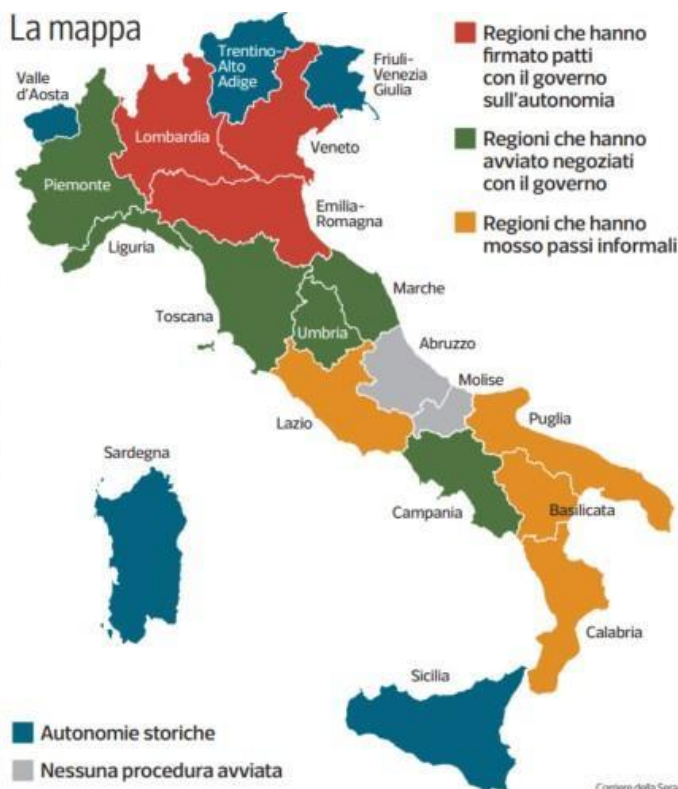 La mappa
Trentino-
Alto
Adige
Friuli-
Venezia
Giulia
Valle
d'Aosta
Lombardia
Veneto
Piemonte
Emilia-
Romagna
Liguria
Marche
Toscana
Umbria
Abruzzo
Molise
Lazio
Puglia
Sardegna
Campania
Basilicata
Calabria
Sicilia
Regioni che hanno
firmato patti
con il governo
sull'autonomia
Regioni che hanno
avviato negoziati
con il governo
Regioni che hanno
mosso passi informali
Autonomie storiche
Nessuna procedura avviata
Corriere della Sera